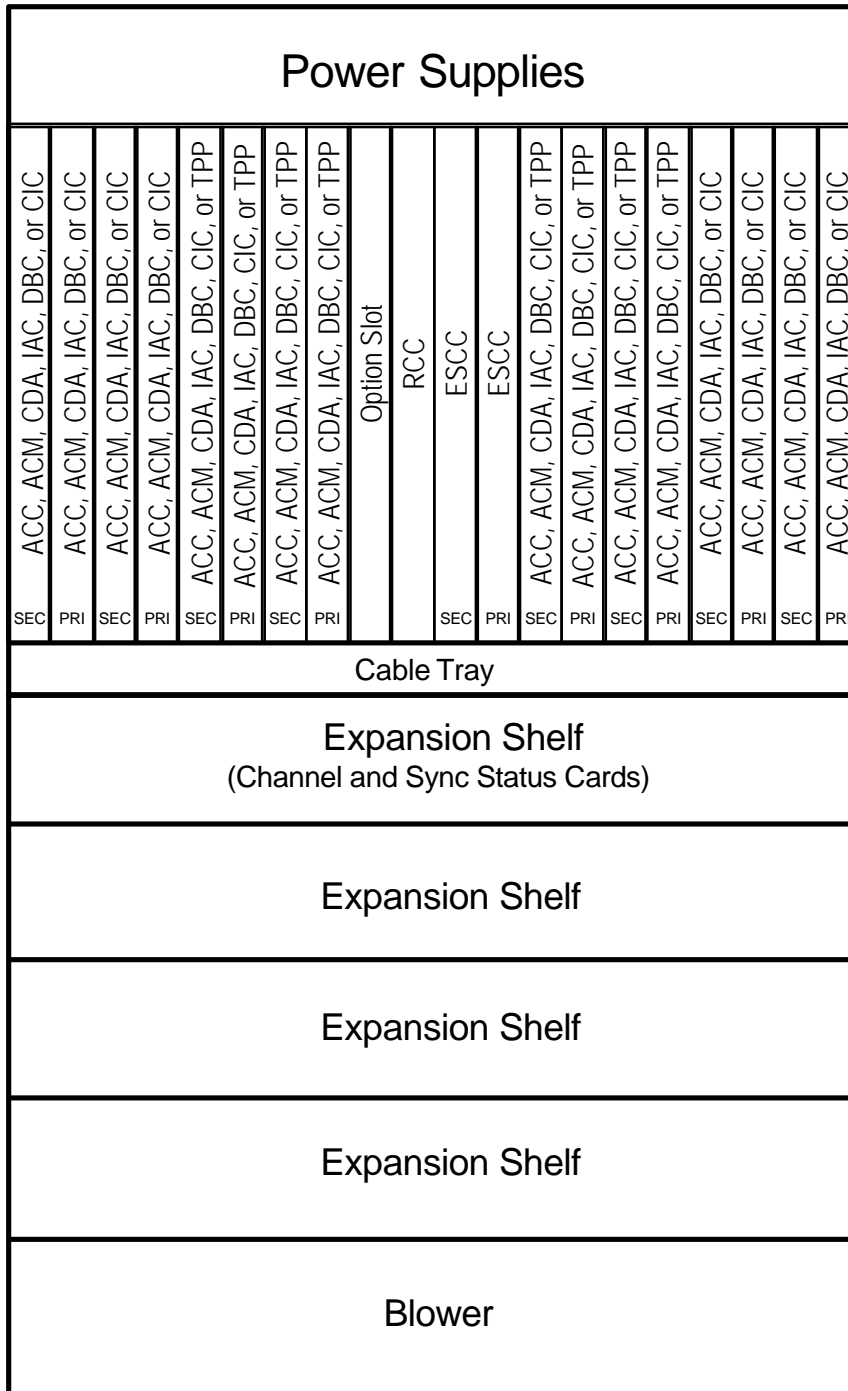 Power Supplies
ACC, ACM, CDA, IAC, DBC, or CIC
ACC, ACM, CDA, IAC, DBC, or CIC
ACC, ACM, CDA, IAC, DBC, or CIC
ACC, ACM, CDA, IAC, DBC, or CIC
ACC, ACM, CDA, IAC, DBC, CIC, or TPP
ACC, ACM, CDA, IAC, DBC, CIC, or TPP
ACC, ACM, CDA, IAC, DBC, CIC, or TPP
ACC, ACM, CDA, IAC, DBC, CIC, or TPP
Option Slot
RCC
ESCC
ESCC
ACC, ACM, CDA, IAC, DBC, CIC, or TPP
ACC, ACM, CDA, IAC, DBC, CIC, or TPP
ACC, ACM, CDA, IAC, DBC, CIC, or TPP
ACC, ACM, CDA, IAC, DBC, CIC, or TPP
ACC, ACM, CDA, IAC, DBC, or CIC
ACC, ACM, CDA, IAC, DBC, or CIC
ACC, ACM, CDA, IAC, DBC, or CIC
ACC, ACM, CDA, IAC, DBC, or CIC
SEC PRI SEC PRI SEC PRI SEC PRI SEC PRI SEC PRI SEC PRI SEC PRI SEC PRI
Cable Tray
Expansion Shelf
(Channel and Sync Status Cards)
Expansion Shelf
Expansion Shelf
Expansion Shelf
Blower